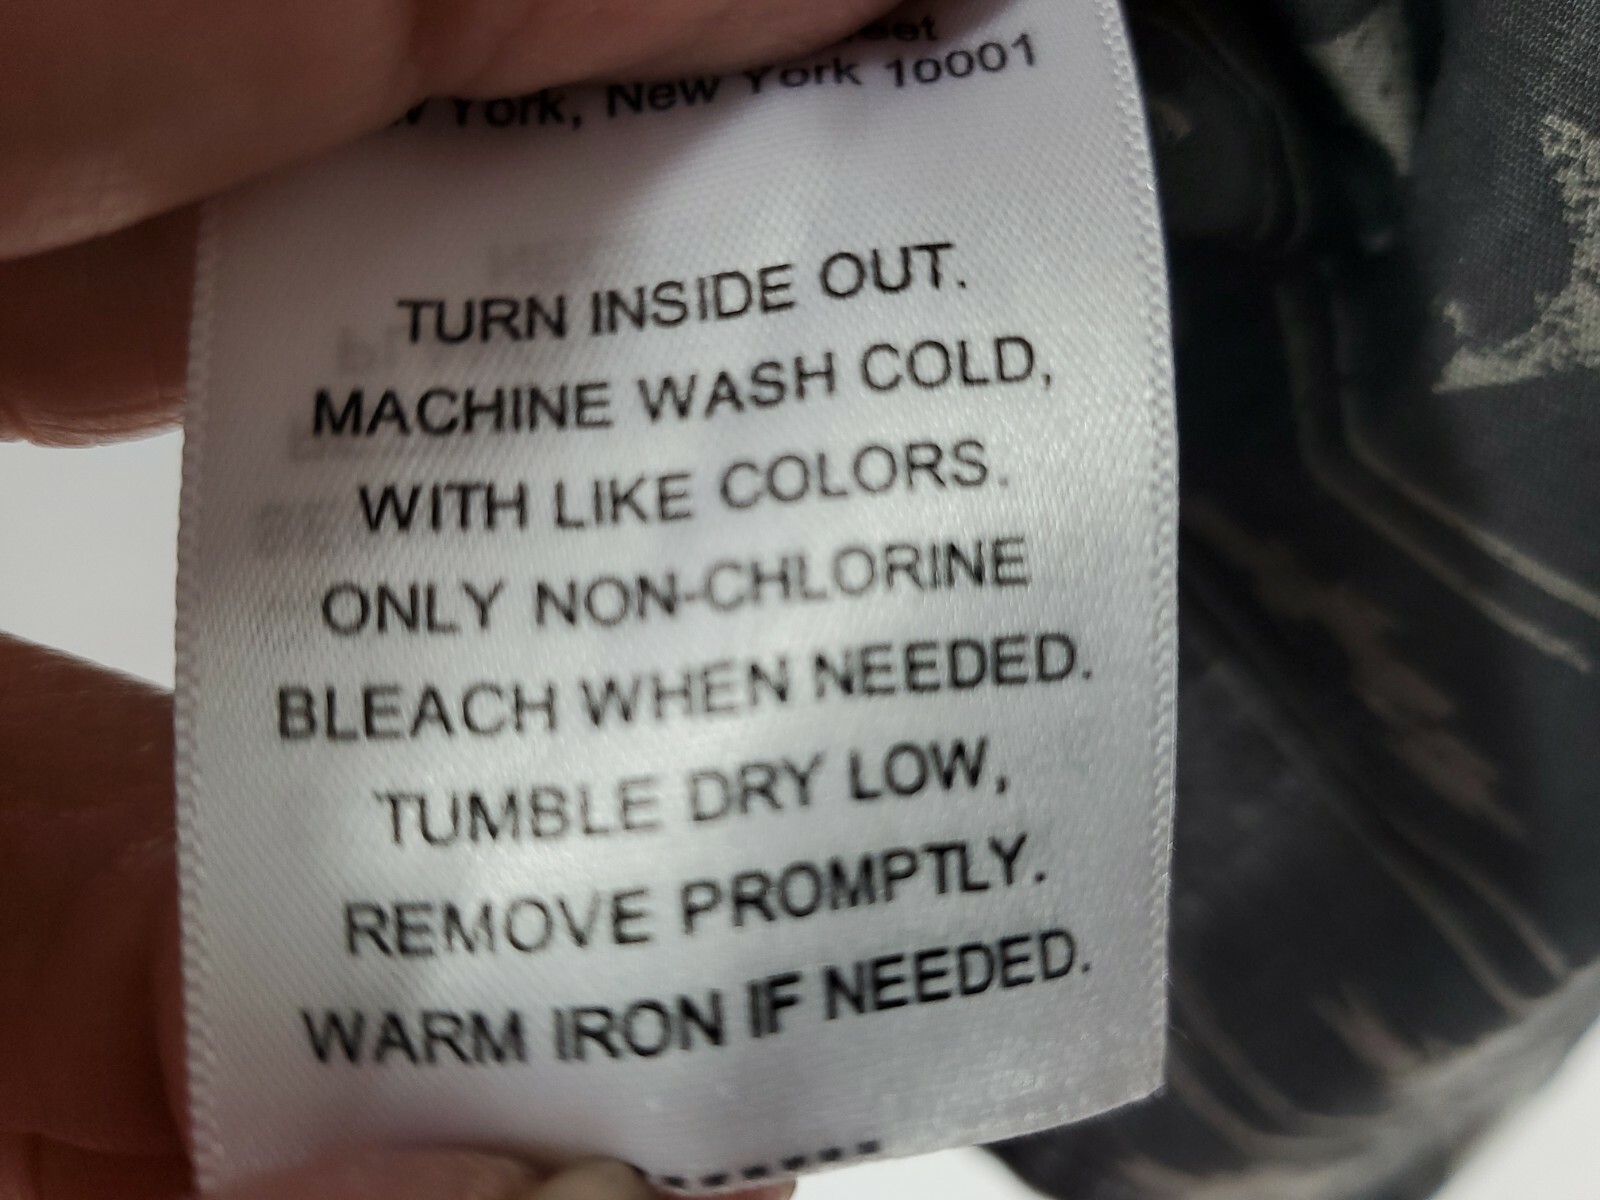 York, New York 10001
TURN INSIDE OUT.
MACHINE WASH COLD,
WITH LIKE COLORS.
ONLY NON-CHLORINE
BLEACH WHEN NEEDED.
TUMBLE DRY LOW,
REMOVE PROMPTLY.
WARM IRON IF NEEDED.